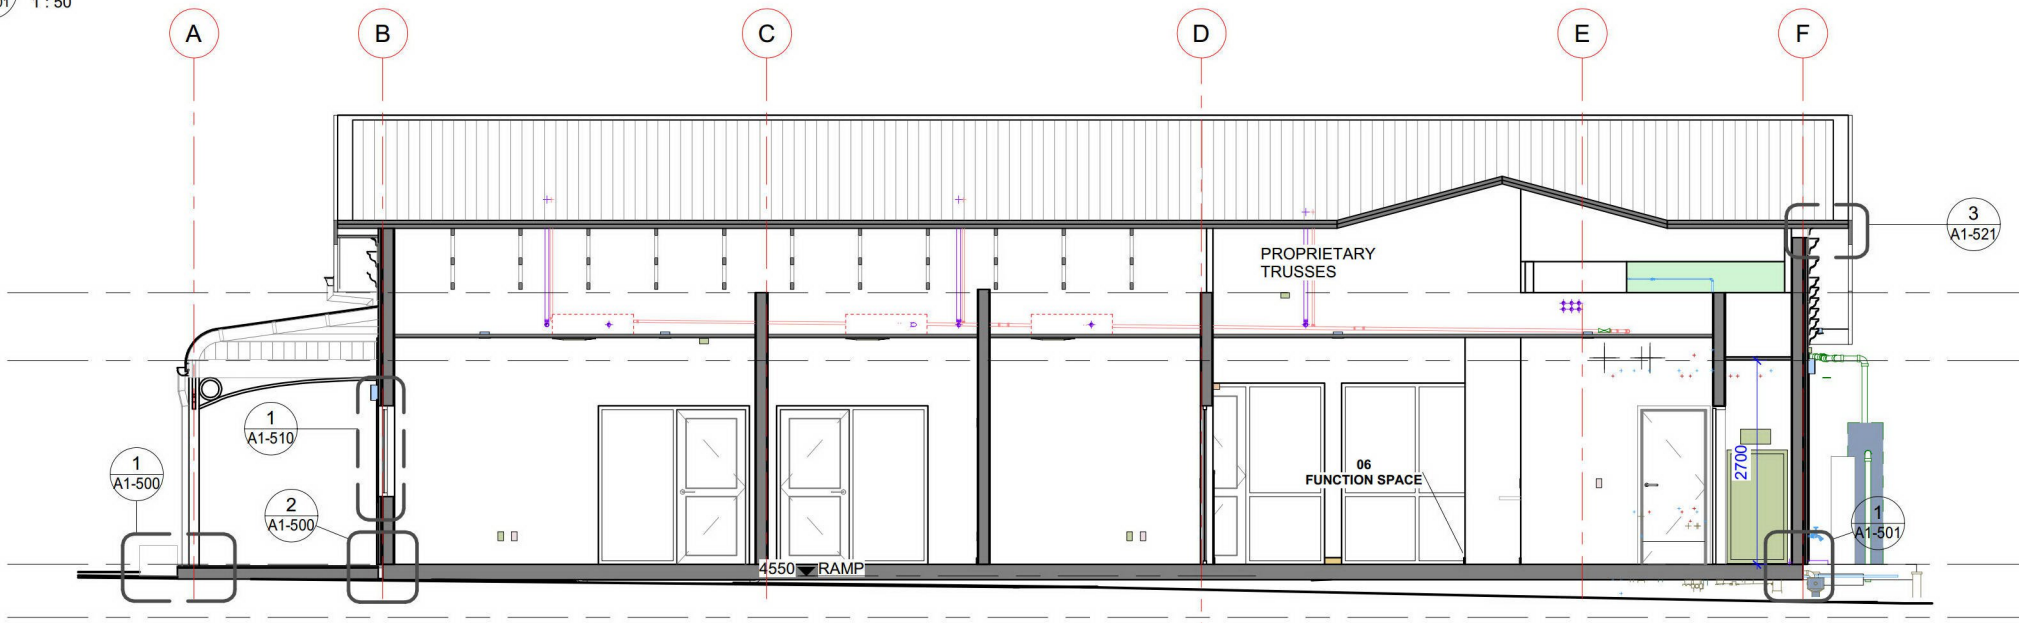 01 1 : 50
A
B
C
D
E
F
3
A1-521
PROPRIETARY
TRUSSES
1
A1-510
1
A1-500
2
A1-500
06
FUNCTION SPACE
2700
1
A1-501
4550 RAMP